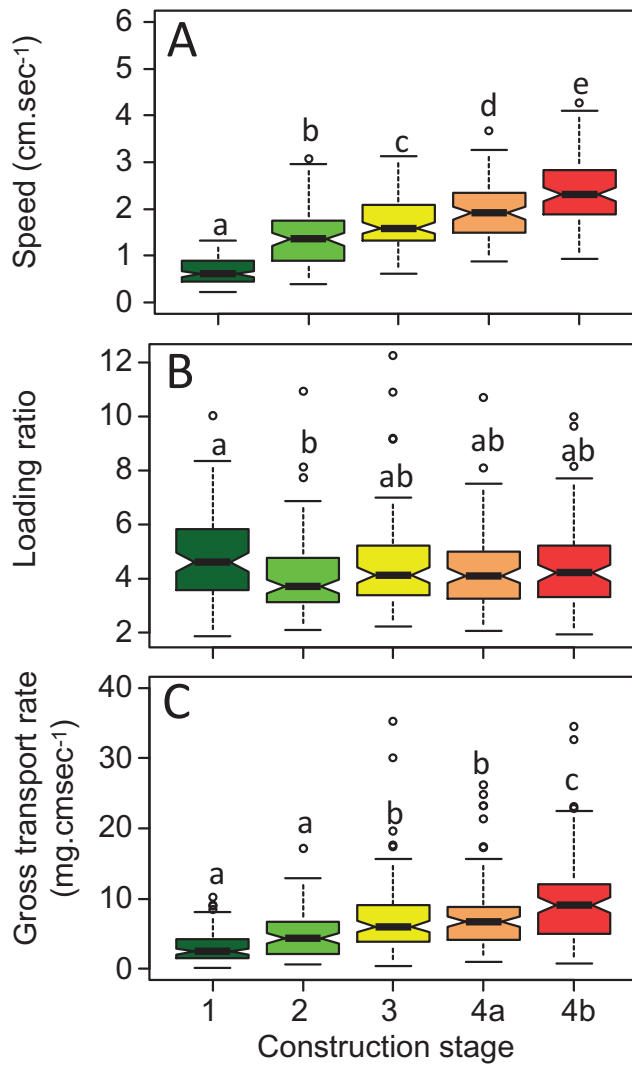 A
Speed (cm.sec-1)
6
5
4
3
2
1
0
a
b
c
d
e
B
Loading ratio
12
10
8
6
4
2
a
b
ab
ab
ab
C
Gross transport rate
(mg.cmsec-1)
40
30
20
10
0
a
a
b
b
c
1 2 3 4a 4b
Construction stage